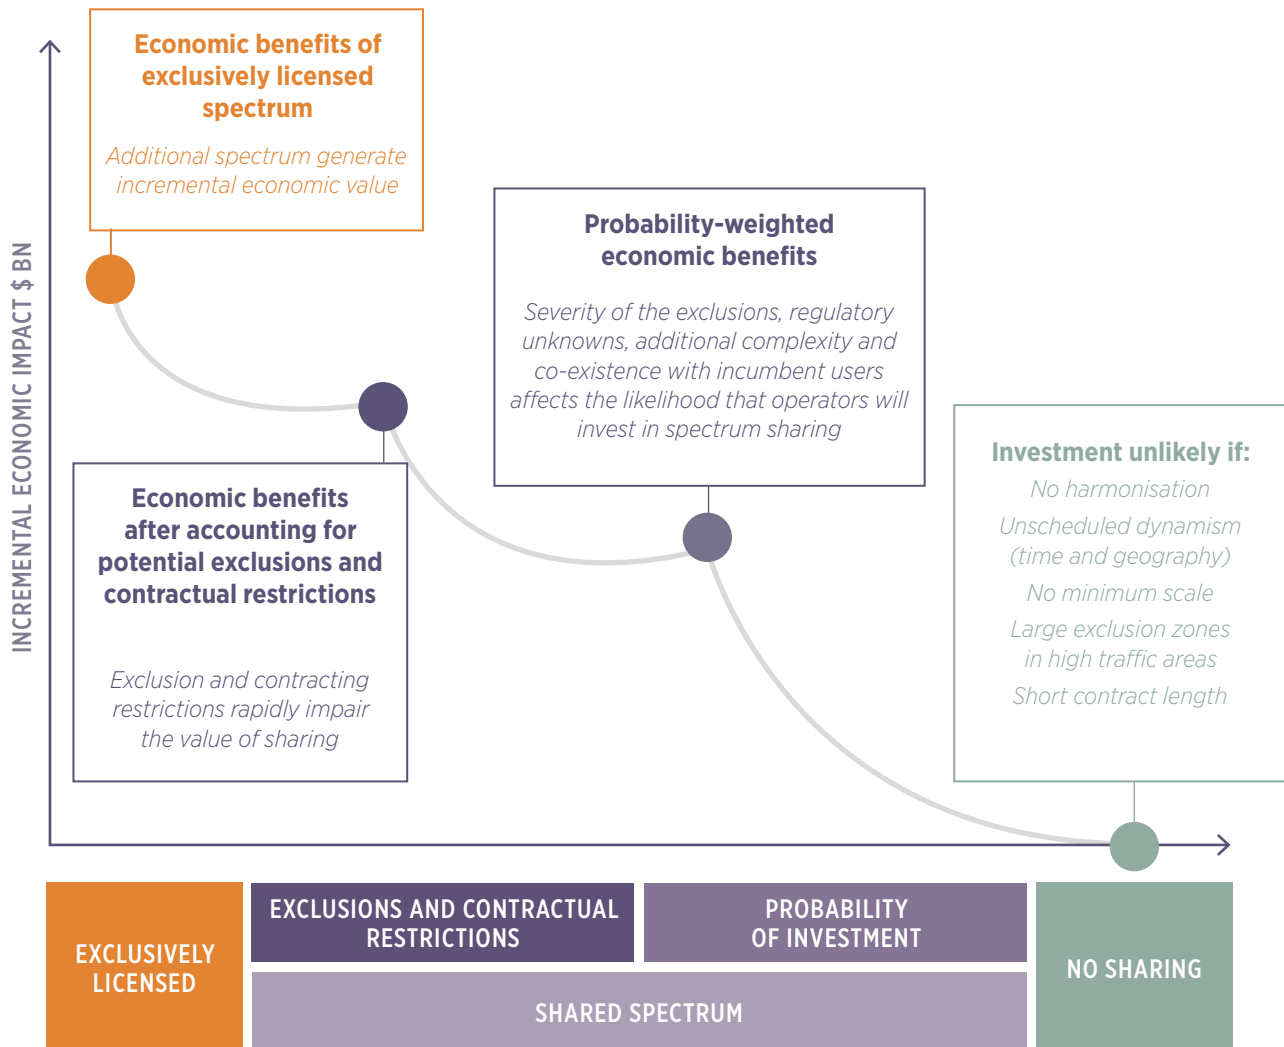 Economic benefits of
exclusively licensed
spectrum
Additional spectrum generate
incremental economic value
INCREMENTAL ECONOMIC IMPACT $ BN
Probability-weighted
economic benefits
Severity of the exclusions, regulatory
unknowns, additional complexity and
co-existence with incumbent users
affects the likelihood that operators will
invest in spectrum sharing
Economic benefits
after accounting for
potential exclusions and
contractual restrictions
Exclusion and contracting
restrictions rapidly impair
the value of sharing
Investment unlikely if:
No harmonisation
Unscheduled dynamism
(time and geography)
No minimum scale
Large exclusion zones
in high traffic areas
Short contract length
EXCLUSIVELY
LICENSED
EXCLUSIONS AND CONTRACTUAL
RESTRICTIONS
PROBABILITY
OF INVESTMENT
SHARED SPECTRUM
NO SHARING